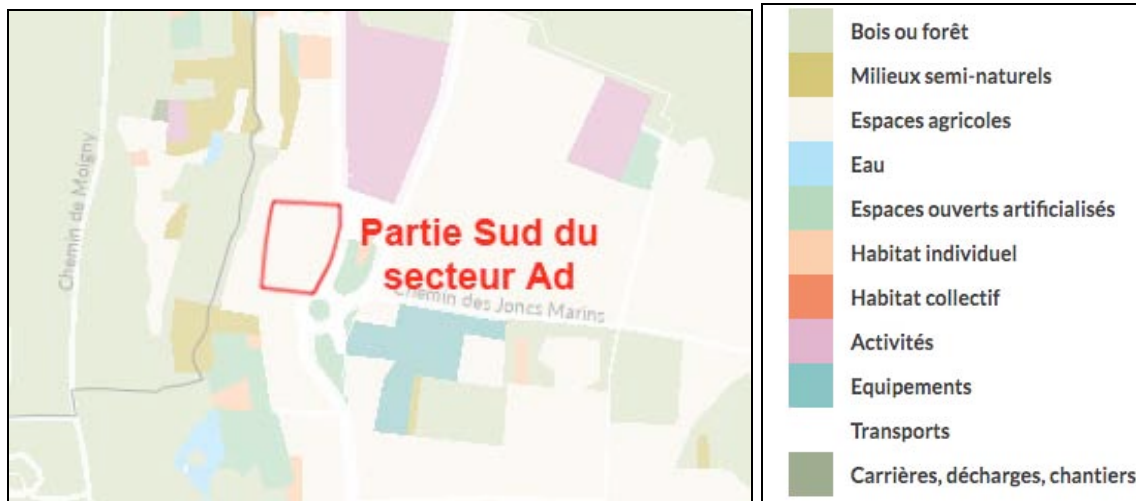 Chemin de Moigny
Partie Sud du
secteur Ad
Chemin des Joncs Marins
Bois ou forêt
Milieux semi-naturels
Espaces agricoles
Eau
Espaces ouverts artificialisés
Habitat individuel
Habitat collectif
Activités
Equipements
Transports
Carrières, décharges, chantiers